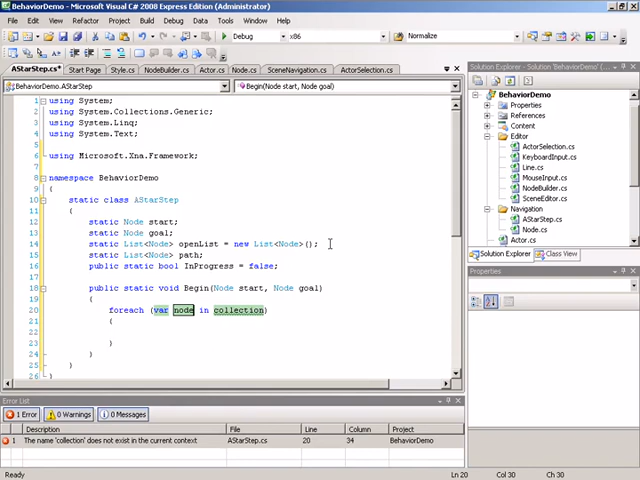 BehaviorDemo - Microsoft Visual C# 2008 Express Edition (Administrator)
File Edit View Refactor Project Build Debug Data Tools Window Help
Debug x86 Normalize
AStarStep.cs* Start Page Style.cs NodeBuilder.cs Actor.cs Node.cs SceneNavigation.cs ActorSelection.cs
BehaviorDemo.AStarStep Begin(Node start, Node goal)
1 using System;
2 using System.Collections.Generic;
3 using System.Linq;
4 using System.Text;
5
6 using Microsoft.Xna.Framework;
7
8 namespace BehaviorDemo
9 {
10 static class AStarStep
11 {
12 static Node start;
13 static Node goal;
14 static List<Node> openList = new List<Node>();
15 static List<Node> path;
16 public static bool InProgress = false;
17
18 public static void Begin(Node start, Node goal)
19 {
20 foreach (var node in collection)
21 {
22
23 }
24 }
25 }
26 }
Solution Explorer - Solution 'BehaviorDemo' ...
BehaviorDemo
Properties
References
Content
Editor
ActorSelection.cs
KeyboardInput.cs
Line.cs
MouseInput.cs
NodeBuilder.cs
SceneEditor.cs
Navigation
AStarStep.cs
Node.cs
Actor.cs
Solution Explorer Class View
Properties
Error List
1 Error 0 Warnings 0 Messages
Description File Line Column Project
1 The name 'collection' does not exist in the current context AStarStep.cs 20 34 BehaviorDemo
Ready Ln 20 Col 30 Ch 30